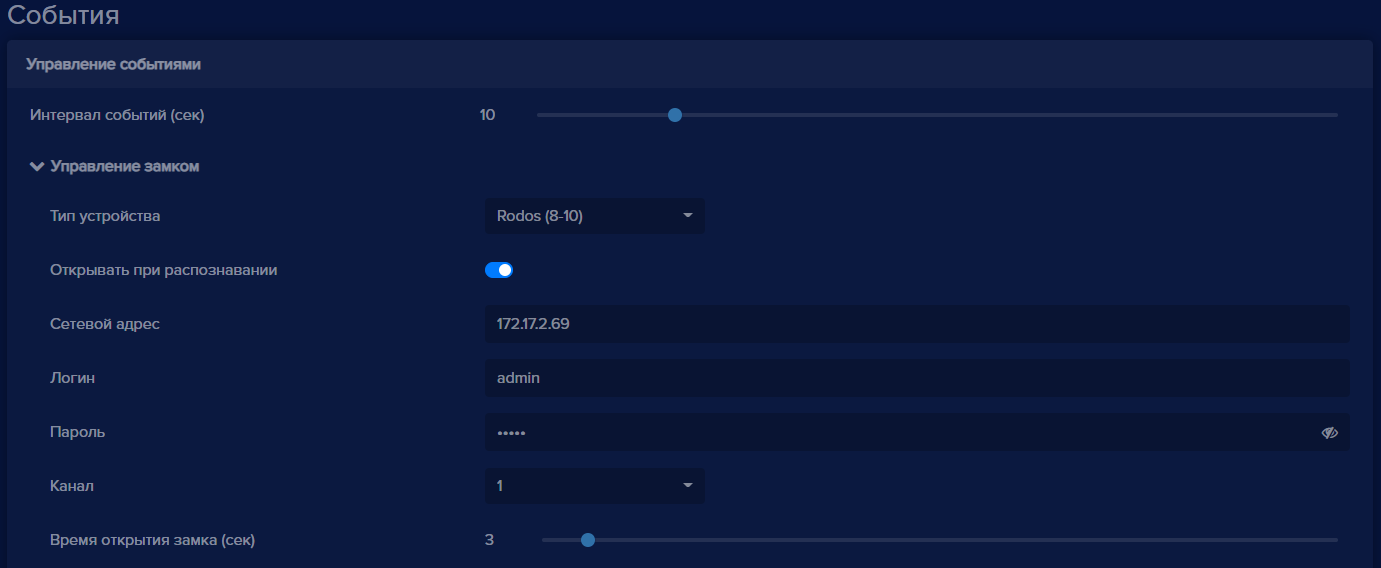 События
Управление событиями
Интервал событий (сек) 10
Управление замком
Тип устройства Rodos (8-10)
Открывать при распознавании
Сетевой адрес 172.17.2.69
Логин admin
Пароль •••••
Канал 1
Время открытия замка (сек) 3